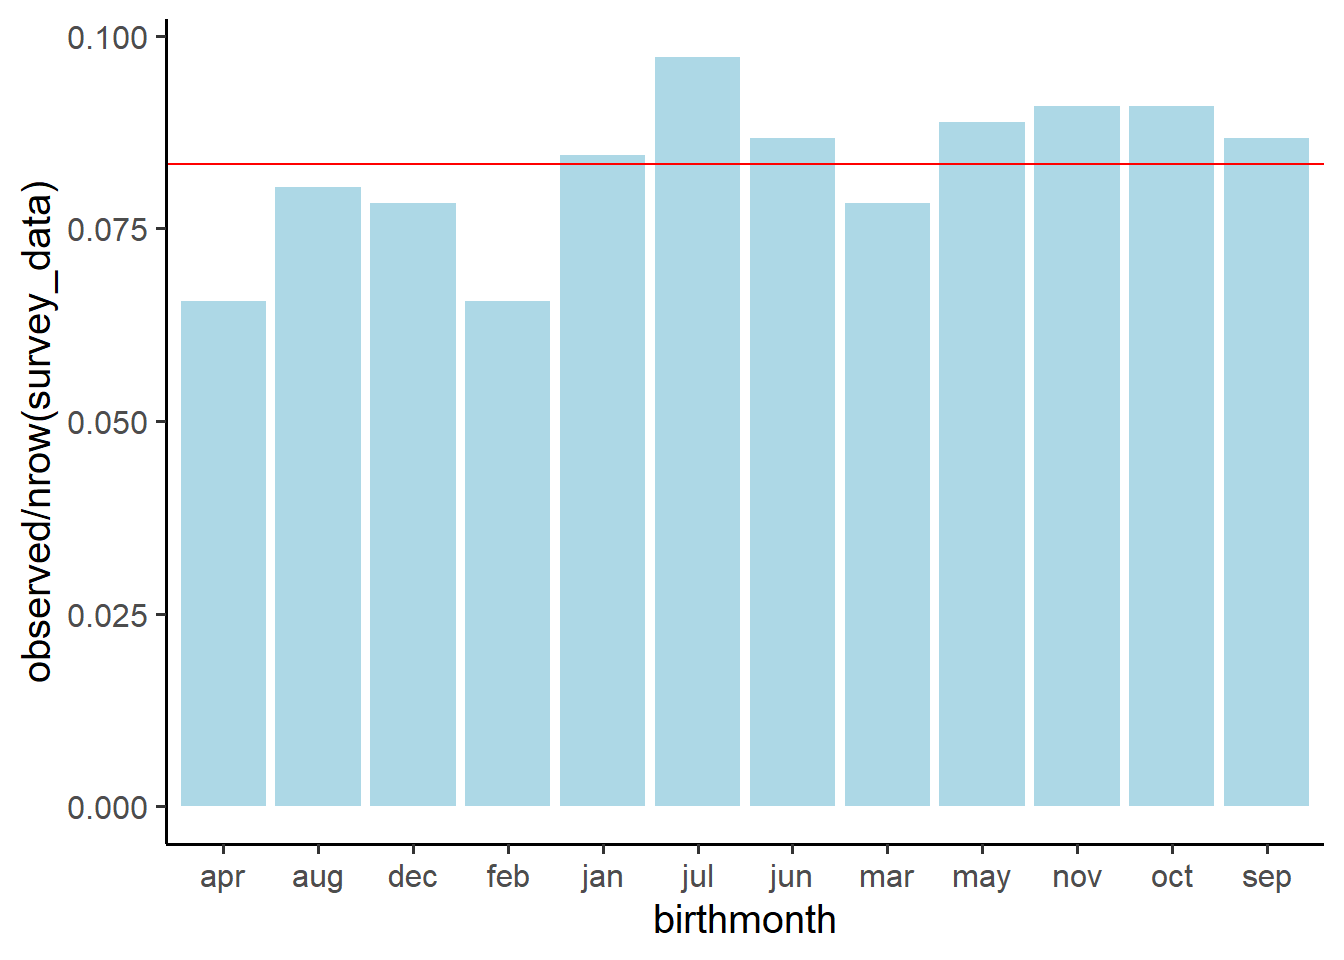 observed/nrow(survey_data)
0.100
0.075
0.050
0.025
0.000
apr aug dec feb jan jul jun mar may nov oct sep
birthmonth